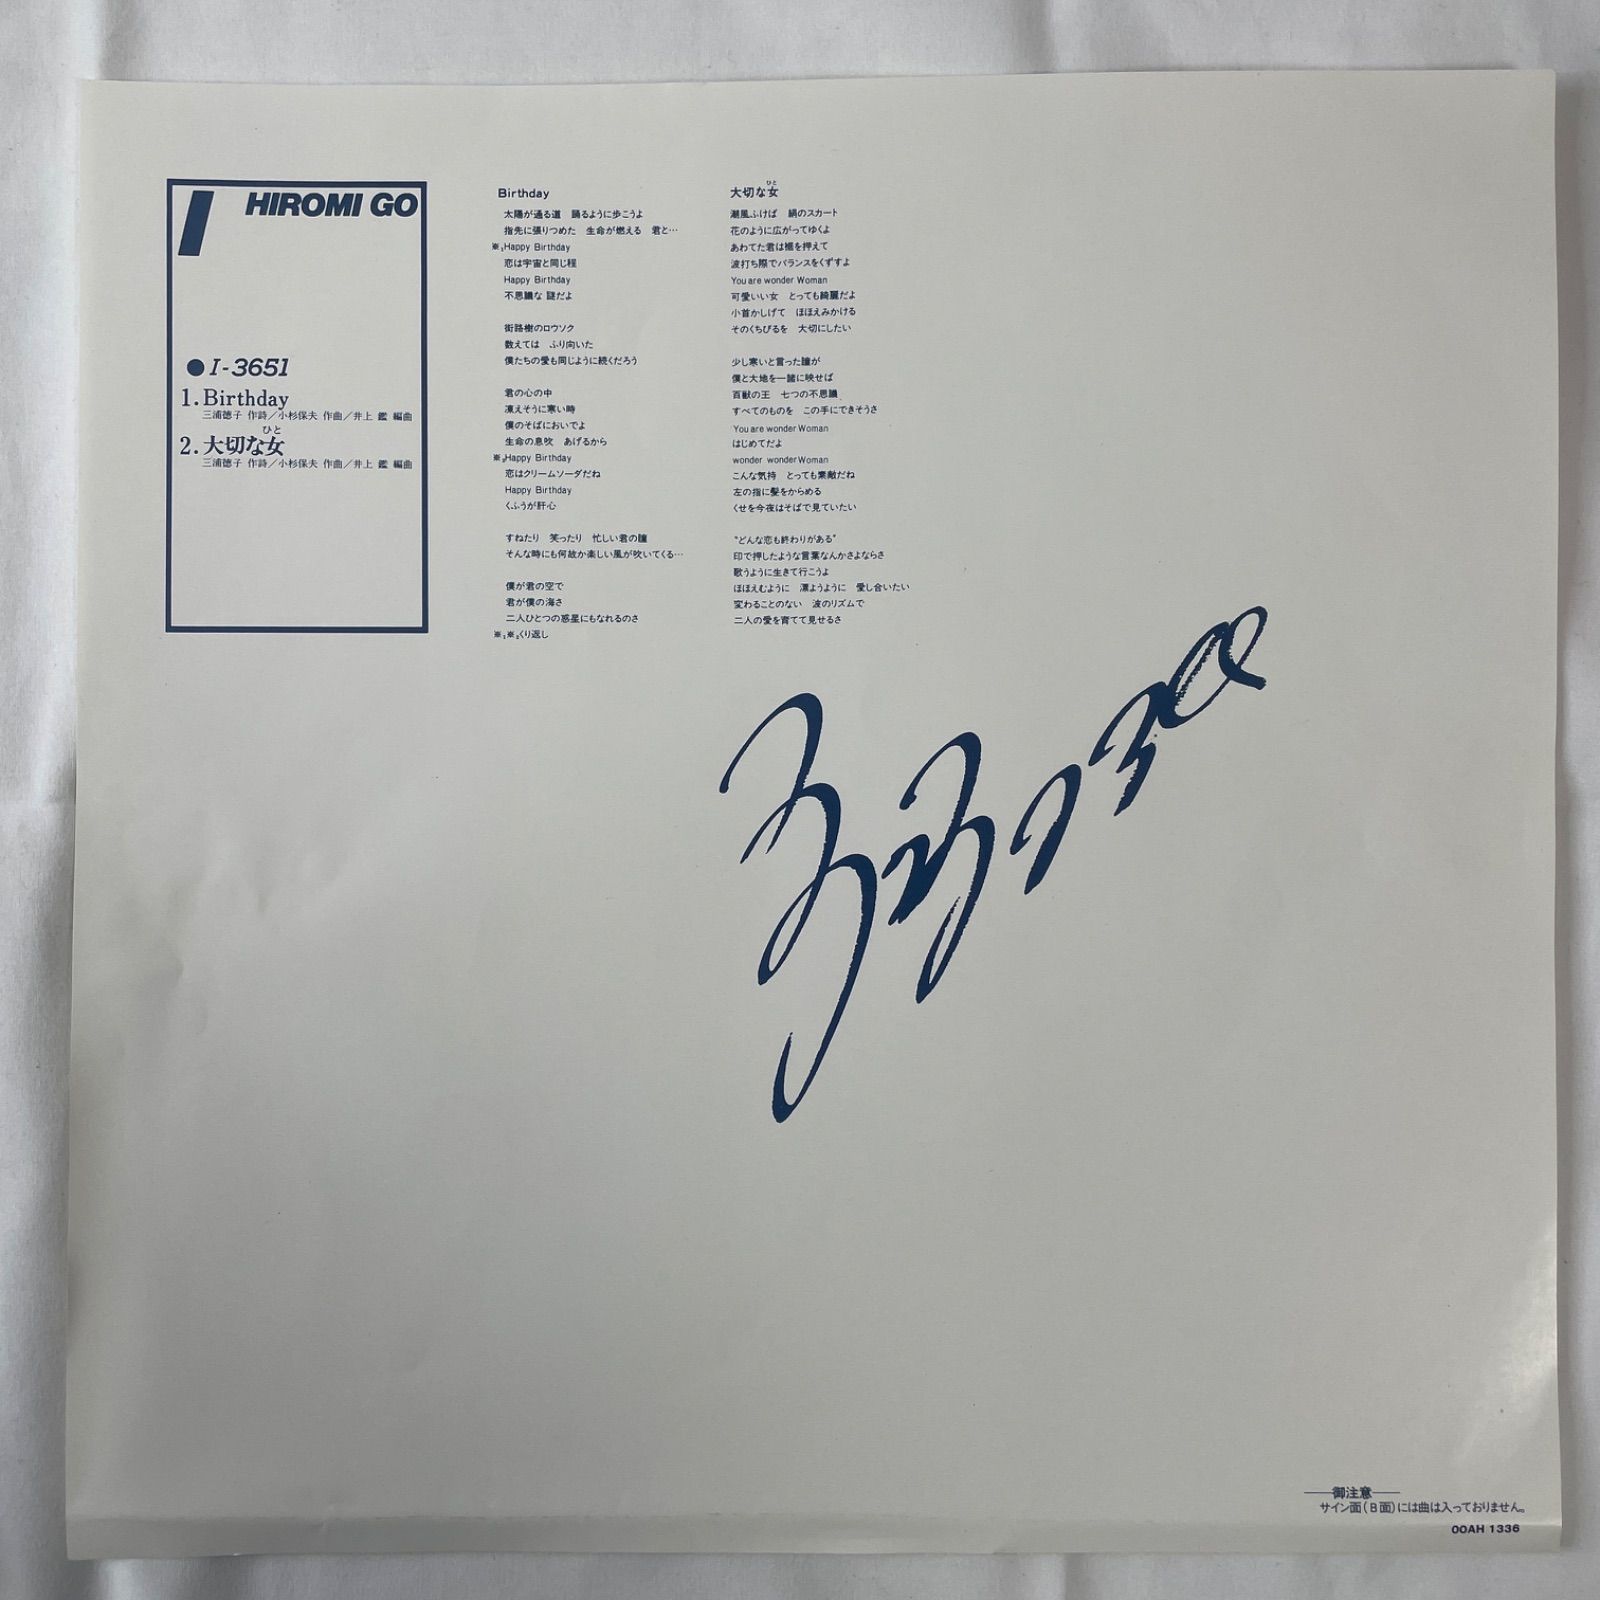 I HIROMI GO
●I-3651
1.Birthday
三浦徳子 作詩／小杉保夫 作曲／井上 鑑 編曲
2.大切な女
ひと
三浦徳子 作詩／小杉保夫 作曲／井上 鑑 編曲
Birthday
太陽が通る道　踊るように歩こうよ
指先に張りつめた　生命が燃える　君と…
※₁Happy Birthday
恋は宇宙と同じ程
Happy Birthday
不思議な 謎だよ
街路樹のロウソク
数えては　ふり向いた
僕たちの愛も同じように続くだろう
君の心の中
凍えそうに寒い時
僕のそばにおいでよ
生命の息吹　あげるから
※₂Happy Birthday
恋はクリームソーダだね
Happy Birthday
くふうが肝心
すねたり　笑ったり　忙しい君の瞳
そんな時にも何故か楽しい風が吹いてくる…
僕が君の空で
君が僕の海さ
二人ひとつの惑星にもなれるのさ
※₁※₂くり返し
大切な女
ひと
潮風ふけば　絹のスカート
花のように広がってゆくよ
あわてた君は裾を押えて
波打ち際でバランスをくずすよ
You are wonder Woman
可愛いい女　とっても綺麗だよ
小首かしげて　ほほえみかける
そのくちびるを　大切にしたい
少し寒いと言った瞳が
僕と大地を一緒に映せば
百獣の王　七つの不思議
すべてのものを　この手にできそうさ
You are wonder Woman
はじめてだよ
wonder wonder Woman
こんな気持　とっても素敵だね
左の指に髪をからめる
くせを今夜はそばで見ていたい
“どんな恋も終わりがある”
印で押したような言葉なんかさよならさ
歌うように生きて行こうよ
ほほえむように　漂ようように　愛し合いたい
変わることのない　波のリズムで
二人の愛を育てて見せるさ
御注意
サイン面（B面）には曲は入っておりません。
00AH 1336